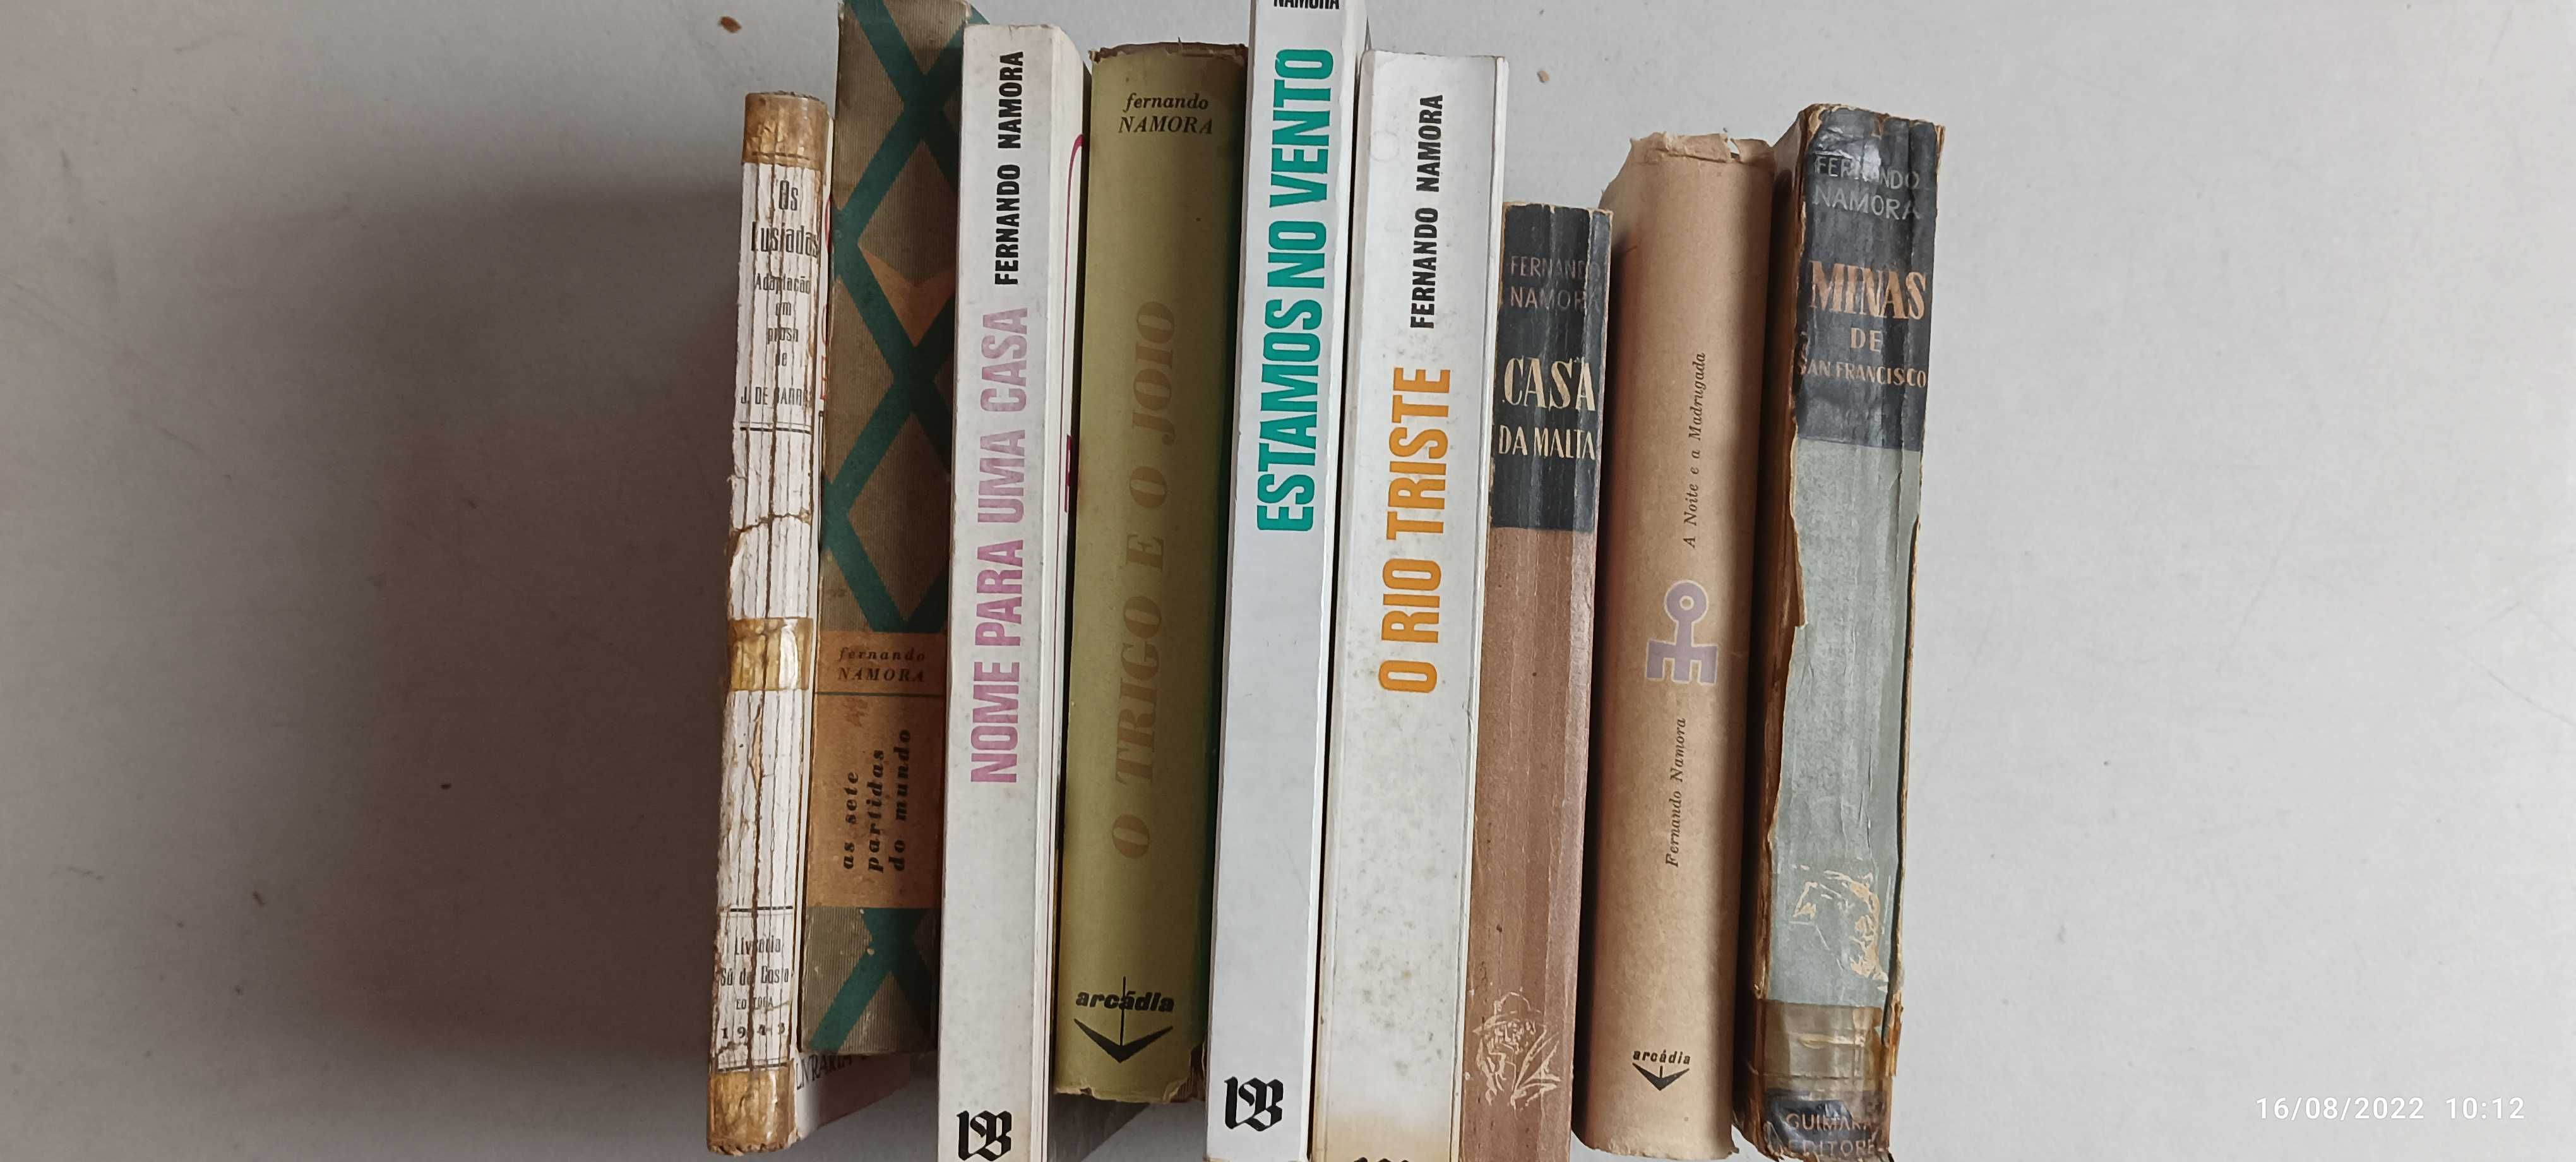 Os
Lusiadas
Adaptação
em
prosa
de
J. DE BARROS
Livraria
Sá da Costa
EDITORA
1943
fernando
NAMORA
as sete
partidas
do mundo
FERNANDO NAMORA
NOME PARA UMA CASA
fernando
NAMORA
O TRIGO E O JOIO
arcádia
NAMORA
ESTAMOS NO VENTO
FERNANDO NAMORA
O RIO TRISTE
FERNANDO
NAMORA
CASA
DA MALTA
A Noite e a Madrugada
Fernando Namora
arcádia
FERNANDO
NAMORA
MINAS
DE
SAN FRANCISCO
EDITORE
16/08/2022 10:12